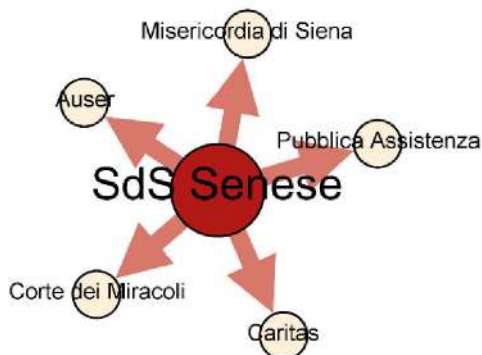 Misericordia di Siena
Auser
Pubblica Assistenza
SdS Senese
Corte dei Miracoli
Caritas